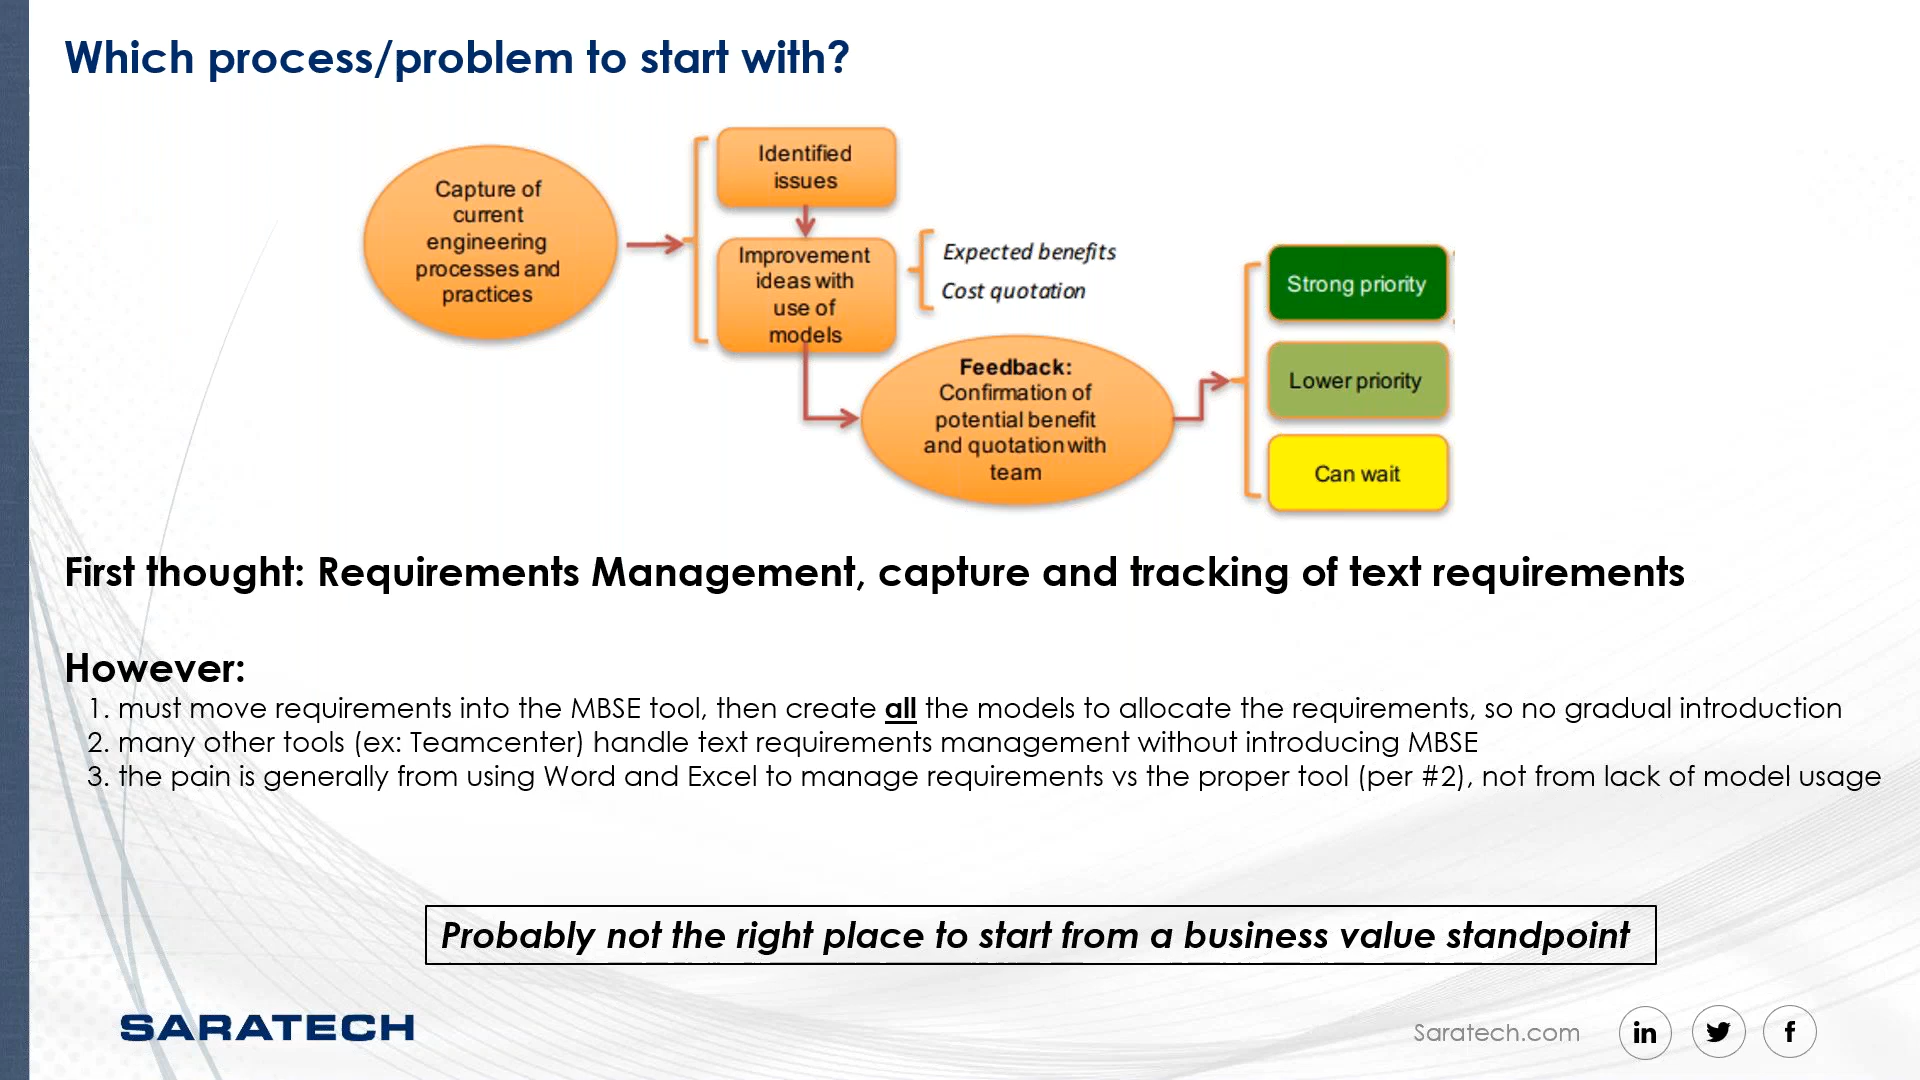 Which process/problem to start with?
Capture of
current
engineering
processes and
practices
Identified
issues
Improvement
ideas with
use of
models
Expected benefits
Cost quotation
Feedback:
Confirmation of
potential benefit
and quotation with
team
Strong priority
Lower priority
Can wait
First thought: Requirements Management, capture and tracking of text requirements
However:
1. must move requirements into the MBSE tool, then create all the models to allocate the requirements, so no gradual introduction
2. many other tools (ex: Teamcenter) handle text requirements management without introducing MBSE
3. the pain is generally from using Word and Excel to manage requirements vs the proper tool (per #2), not from lack of model usage
Probably not the right place to start from a business value standpoint
SARATECH
Saratech.com
in
f